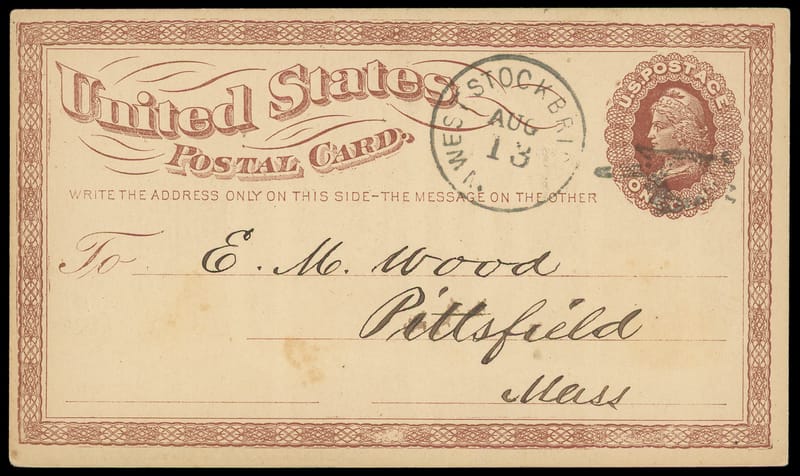 United States
POSTAL CARD.
WEST STOCKBRI
AUG
13
U.S. POSTAGE
WRITE THE ADDRESS ONLY ON THIS SIDE–THE MESSAGE ON THE OTHER
To E. M. Wood
Pittsfield
Mass